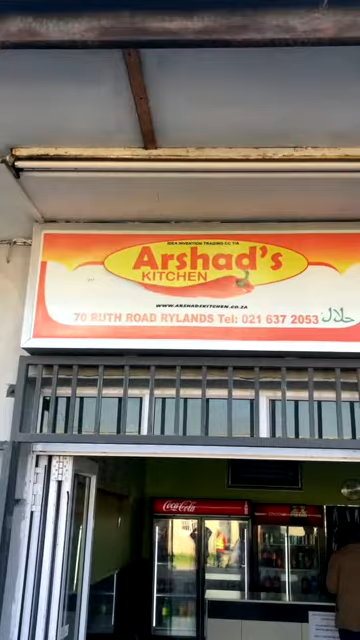 IDEA INVENTION TRADING CC T/A
Arshad's
KITCHEN
WWW.ARSHADSKITCHEN.CO.ZA
70 RUTH ROAD RYLANDS Tel: 021 637 2053 حلال
Coca-Cola